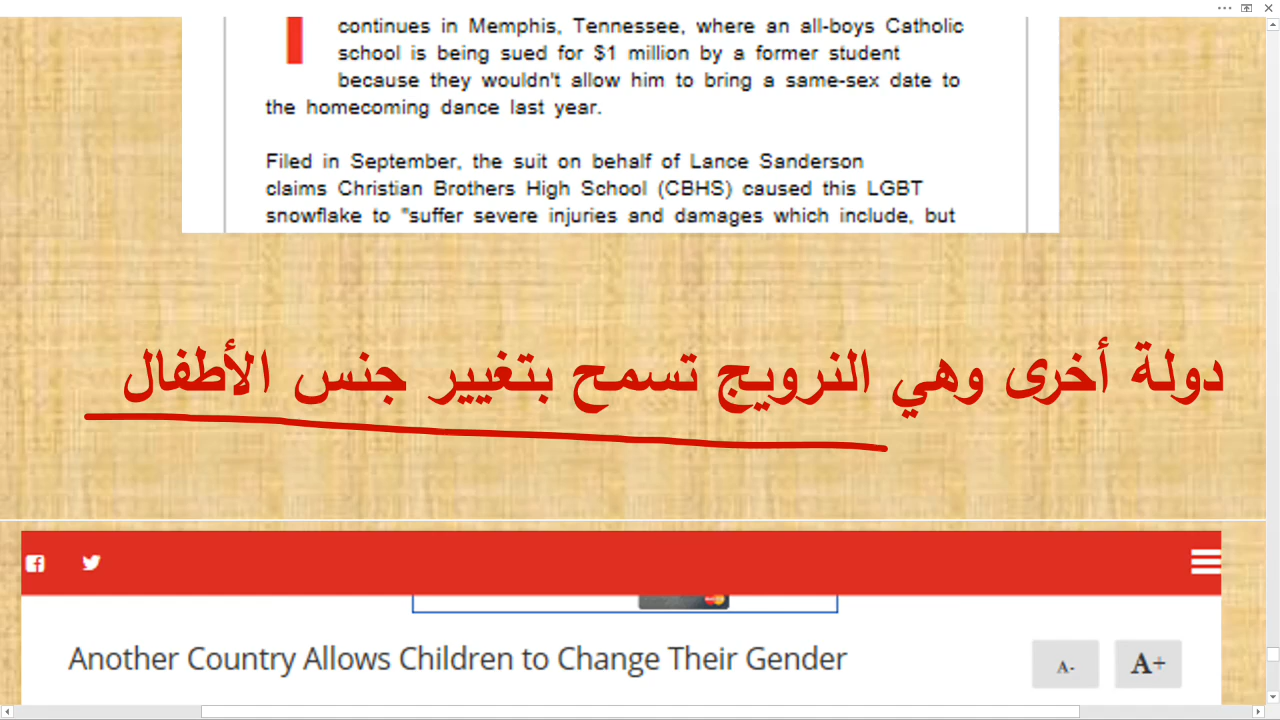 continues in Memphis, Tennessee, where an all-boys Catholic
school is being sued for $1 million by a former student
because they wouldn't allow him to bring a same-sex date to
the homecoming dance last year.
Filed in September, the suit on behalf of Lance Sanderson
claims Christian Brothers High School (CBHS) caused this LGBT
snowflake to "suffer severe injuries and damages which include, but
دولة أخرى وهي النرويج تسمح بتغيير جنس الأطفال
Another Country Allows Children to Change Their Gender
A- A+